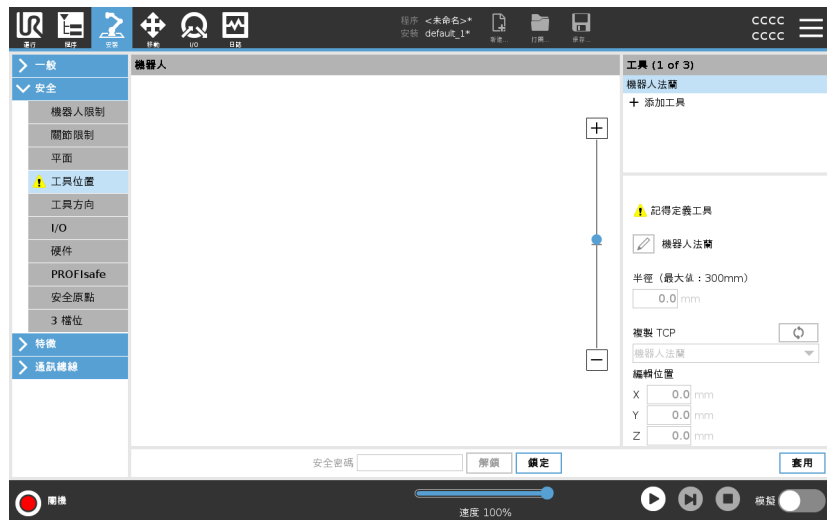 UR
運行
程序
安裝
移動
I/O
日誌
程序 <未命名>*
安裝 default_1*
新建...
打開...
保存...
cccc
cccc
一般
安全
機器人限制
關節限制
平面
工具位置
工具方向
I/O
硬件
PROFIsafe
安全原點
3 檔位
特徵
通訊總線
機器人
安全密碼
解鎖
鎖定
工具 (1 of 3)
機器人法蘭
添加工具
記得定義工具
機器人法蘭
半徑（最大值：300mm）
0.0 mm
複製 TCP
機器人法蘭
編輯位置
X 0.0 mm
Y 0.0 mm
Z 0.0 mm
套用
關機
速度 100%
模擬